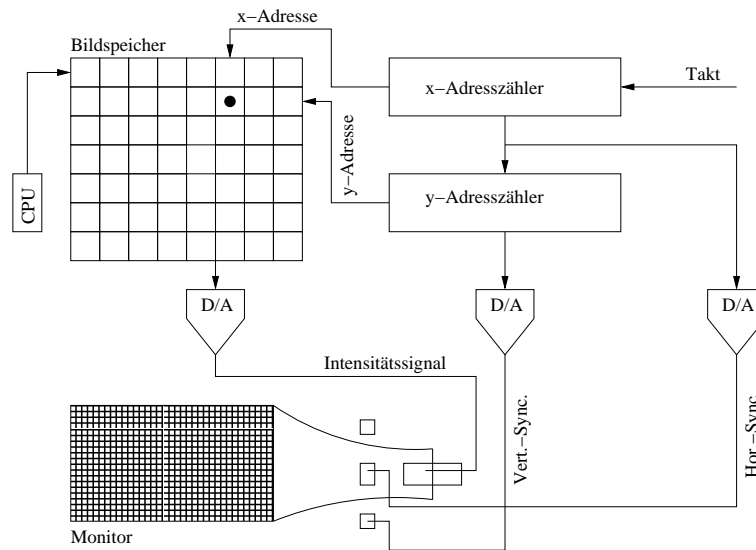 x–Adresse
Bildspeicher
x–Adresszähler
Takt
CPU
y–Adresse
y–Adresszähler
D/A
D/A
D/A
Intensitätssignal
Vert.–Sync.
Hor.–Sync.
Monitor